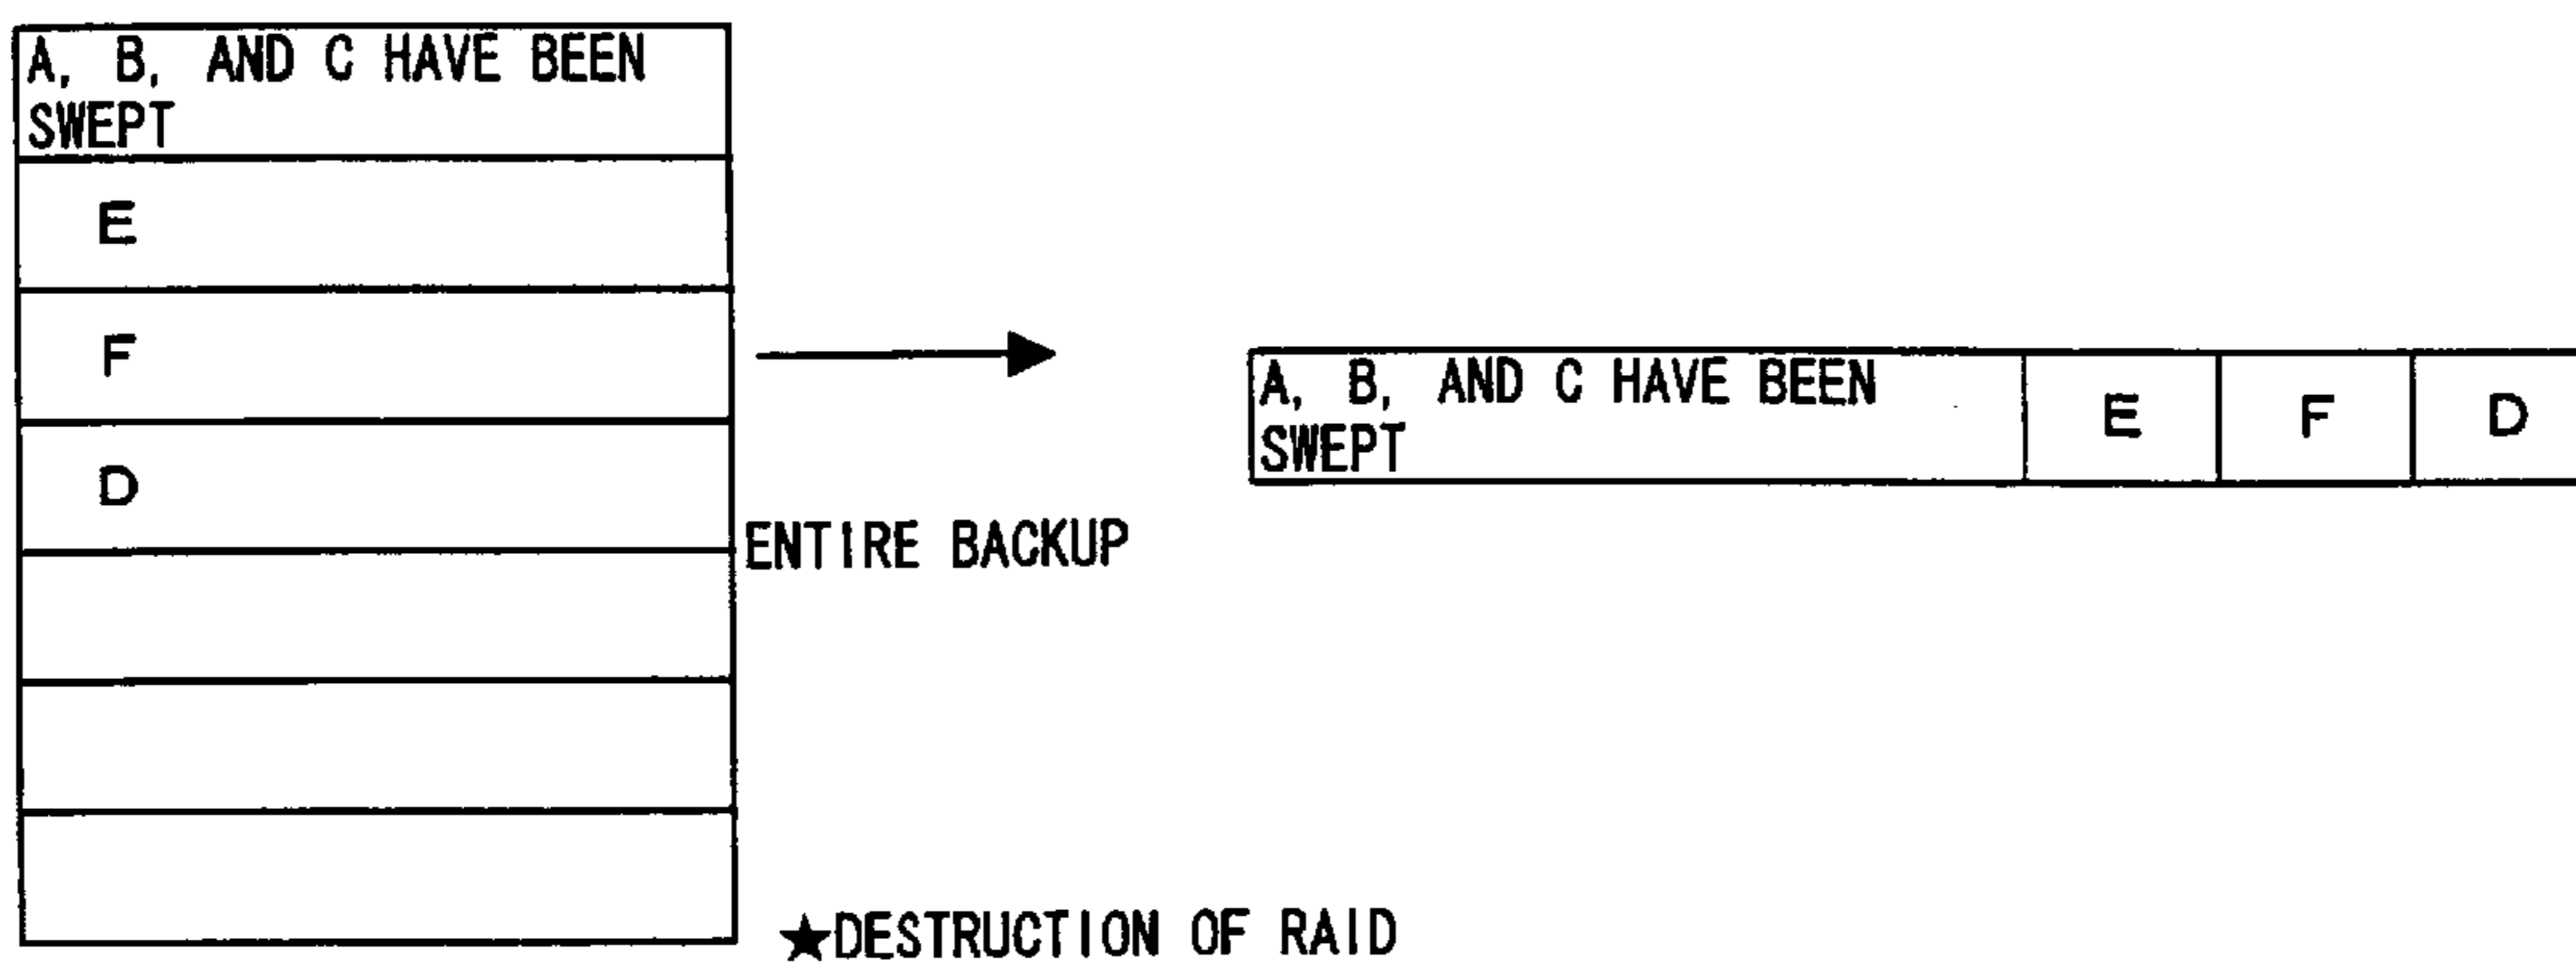 A, B, AND C HAVE BEEN
SWEPT
E
F
D
ENTIRE BACKUP
A, B, AND C HAVE BEEN
SWEPT
E F D
★DESTRUCTION OF RAID